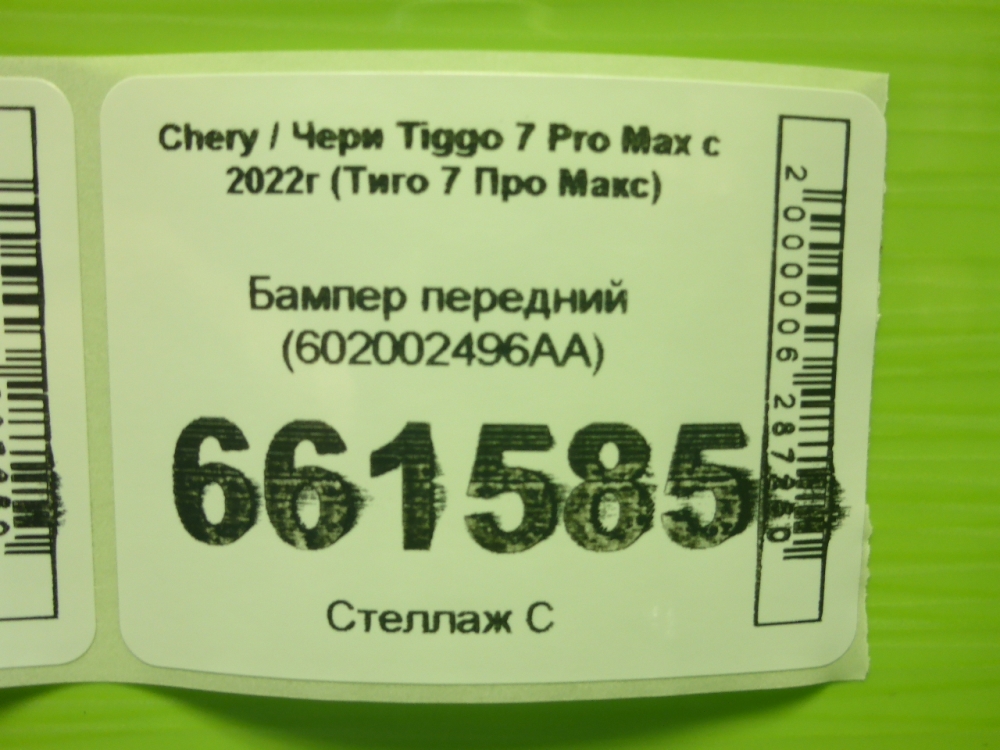 Chery / Чери Tiggo 7 Pro Max с
2022г (Тиго 7 Про Макс)
Бампер передний
(602002496AA)
661585
Стеллаж С